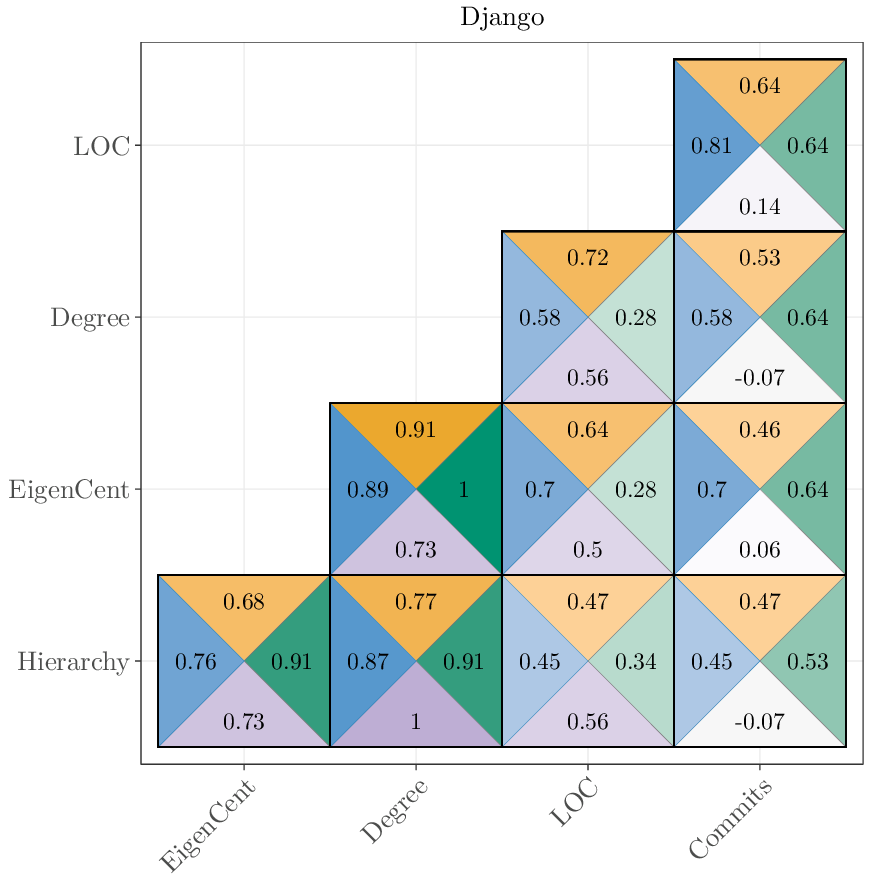 Django
0.64
LOC 0.81 0.64
0.14
0.72 0.53
Degree 0.58 0.28 0.58 0.64
0.56 -0.07
0.91 0.64 0.46
EigenCent 0.89 1 0.7 0.28 0.7 0.64
0.73 0.5 0.06
0.68 0.77 0.47 0.47
Hierarchy 0.76 0.91 0.87 0.91 0.45 0.34 0.45 0.53
0.73 1 0.56 -0.07
EigenCent Degree LOC Commits